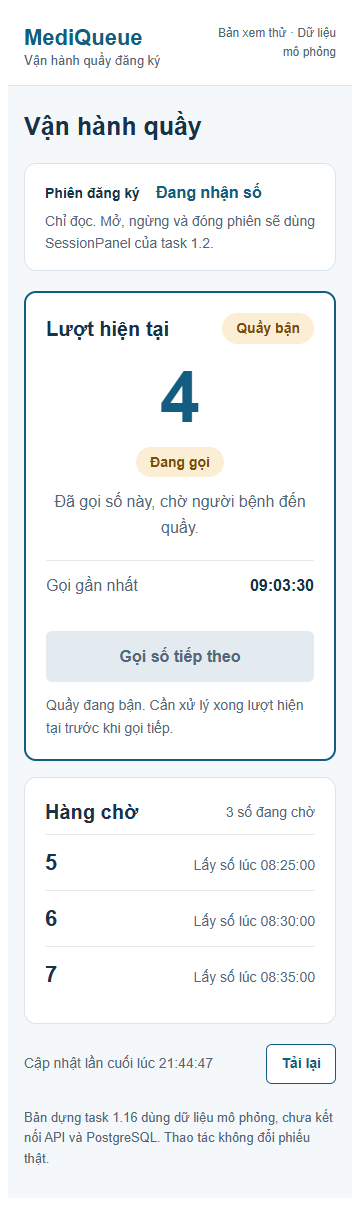 MediQueue
Vận hành quầy đăng ký
Bản xem thử · Dữ liệu
mô phỏng
Vận hành quầy
Phiên đăng ký Đang nhận số
Chỉ đọc. Mở, ngừng và đóng phiên sẽ dùng
SessionPanel của task 1.2.
Lượt hiện tại
Quầy bận
4
Đang gọi
Đã gọi số này, chờ người bệnh đến
quầy.
Gọi gần nhất 09:03:30
Gọi số tiếp theo
Quầy đang bận. Cần xử lý xong lượt hiện
tại trước khi gọi tiếp.
Hàng chờ 3 số đang chờ
5 Lấy số lúc 08:25:00
6 Lấy số lúc 08:30:00
7 Lấy số lúc 08:35:00
Cập nhật lần cuối lúc 21:44:47
Tải lại
Bản dựng task 1.16 dùng dữ liệu mô phỏng, chưa kết
nối API và PostgreSQL. Thao tác không đổi phiếu
thật.